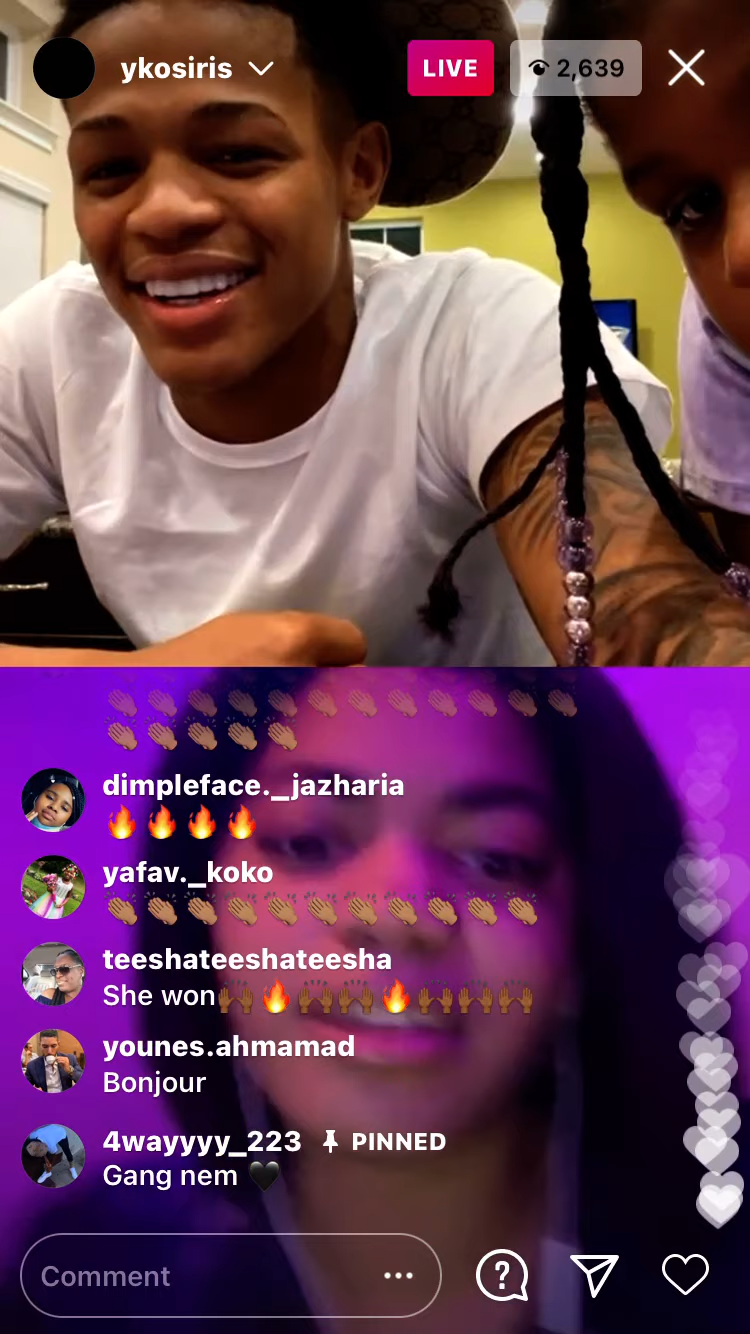 ykosiris
LIVE
2,639
👏🏽👏🏽👏🏽👏🏽👏🏽👏🏽👏🏽👏🏽👏🏽👏🏽👏🏽👏🏽
👏🏽👏🏽👏🏽👏🏽👏🏽
dimpleface._jazharia
🔥🔥🔥🔥
yafav._koko
👏🏽👏🏽👏🏽👏🏽👏🏽👏🏽👏🏽👏🏽👏🏽👏🏽👏🏽
teeshateeshateesha
She won🙌🏾🔥🙌🏾🙌🏾🔥🙌🏾🙌🏾🙌🏾
younes.ahmamad
Bonjour
4wayyyy_223 PINNED
Gang nem 🖤
Comment